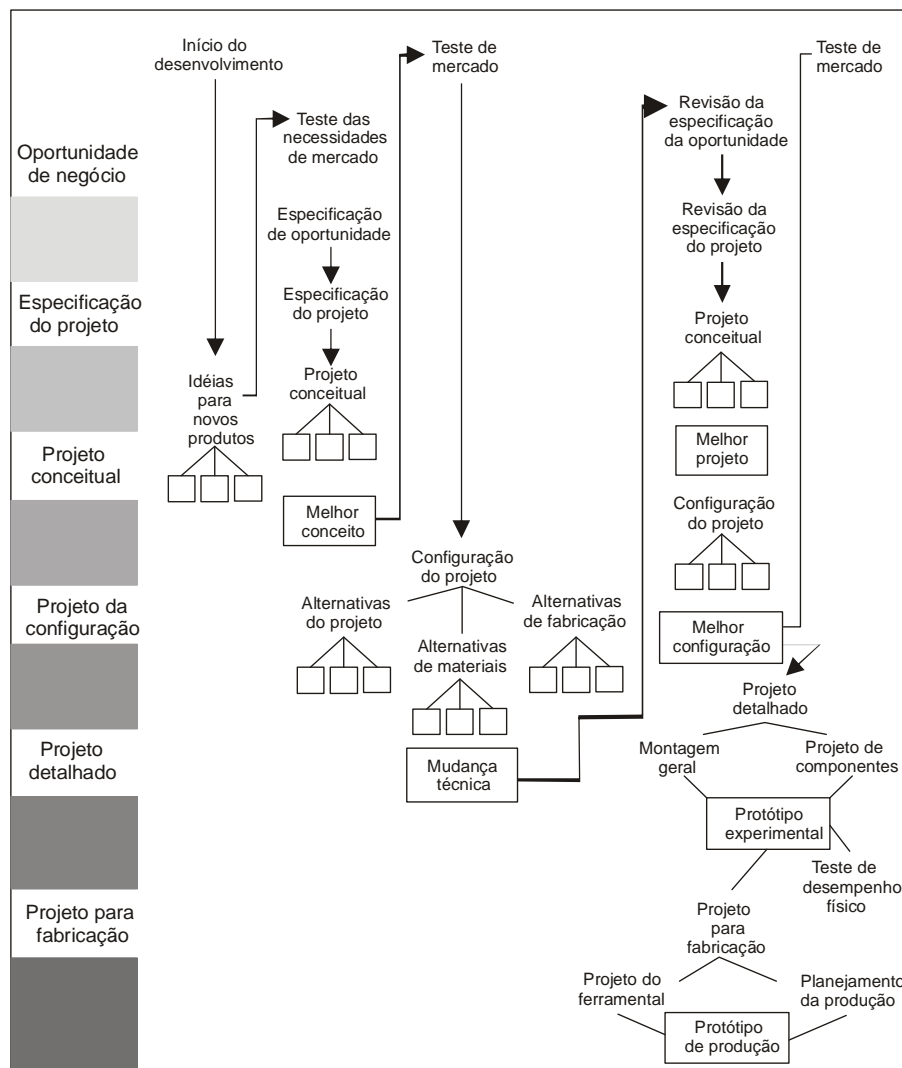 Oportunidade
de negócio
Especificação
do projeto
Projeto
conceitual
Projeto da
configuração
Projeto
detalhado
Projeto para
fabricação
Início do
desenvolvimento
Idéias
para
novos
produtos
Teste das
necessidades
de mercado
Especificação
de oportunidade
Especificação
do projeto
Projeto
conceitual
Melhor
conceito
Teste de
mercado
Configuração
do projeto
Alternativas
do projeto
Alternativas
de materiais
Alternativas
de fabricação
Mudança
técnica
Revisão da
especificação
da oportunidade
Revisão da
especificação
do projeto
Projeto
conceitual
Melhor
projeto
Configuração
do projeto
Melhor
configuração
Teste de
mercado
Projeto
detalhado
Montagem
geral
Projeto de
componentes
Protótipo
experimental
Teste de
desempenho
físico
Projeto
para
fabricação
Projeto do
ferramental
Planejamento
da produção
Protótipo
de produção